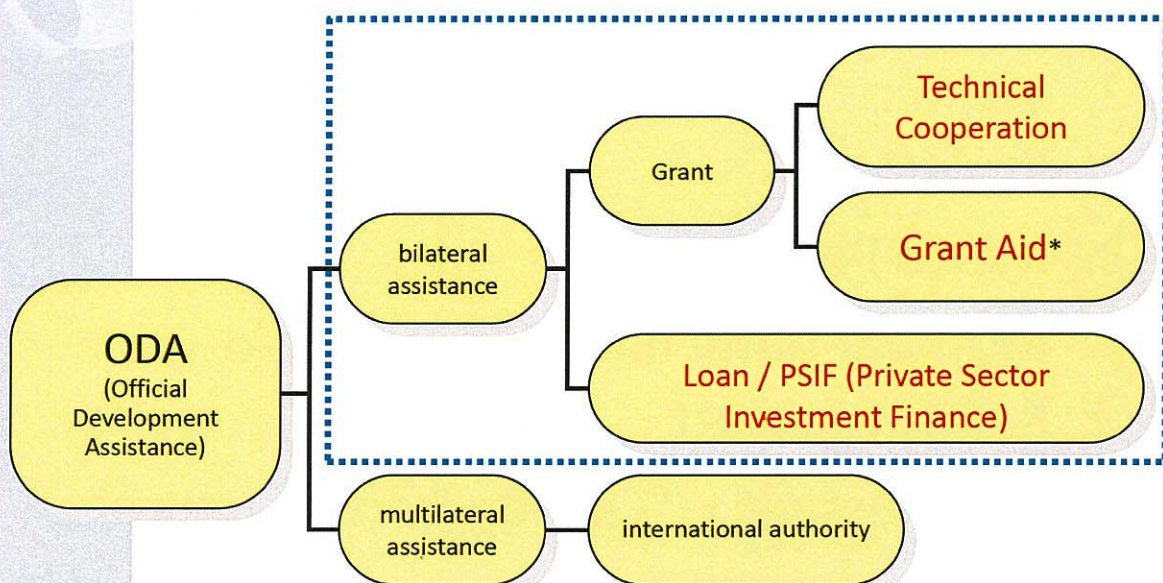 Technical
Cooperation
Grant
Grant Aid*
bilateral
assistance
ODA
(Official
Development
Assistance)
Loan / PSIF (Private Sector
Investment Finance)
multilateral
assistance
international authority